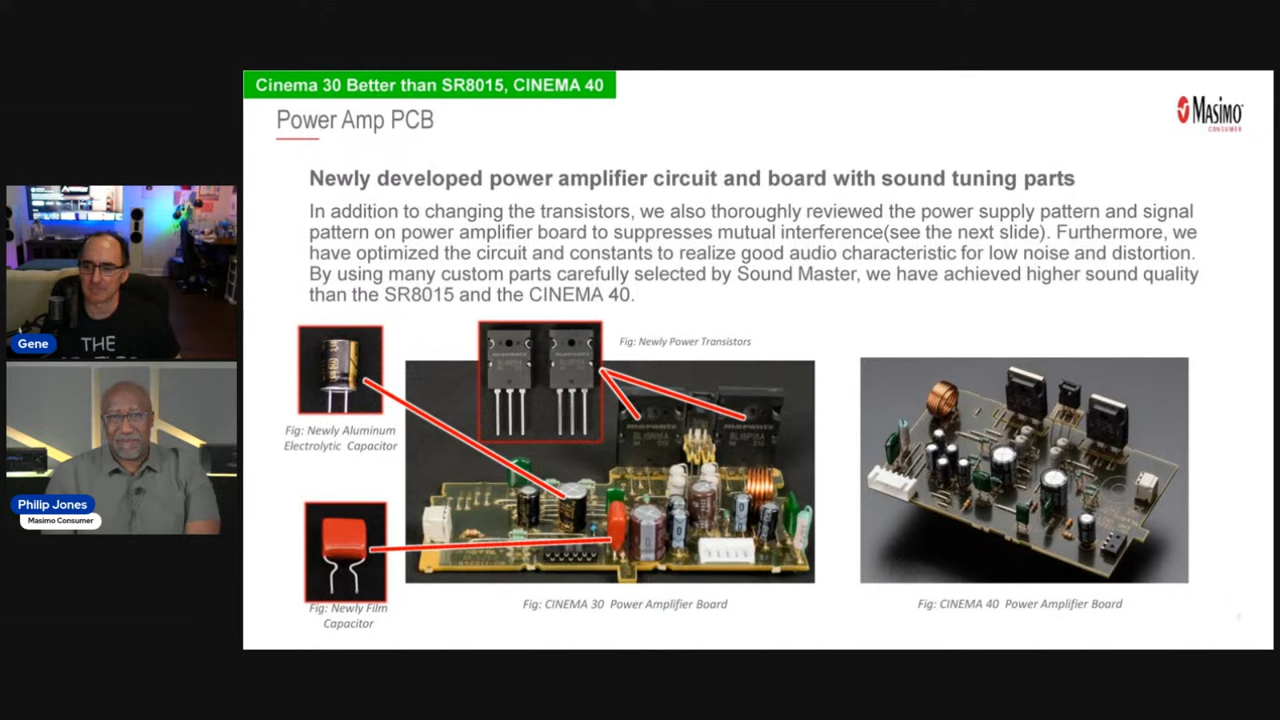 Cinema 30 Better than SR8015, CINEMA 40
Power Amp PCB
MASIMO
CONSUMER
Newly developed power amplifier circuit and board with sound tuning parts
In addition to changing the transistors, we also thoroughly reviewed the power supply pattern and signal
pattern on power amplifier board to suppresses mutual interference(see the next slide). Furthermore, we
have optimized the circuit and constants to realize good audio characteristic for low noise and distortion.
By using many custom parts carefully selected by Sound Master, we have achieved higher sound quality
than the SR8015 and the CINEMA 40.
Gene
THE
Philip Jones
Masimo Consumer
Fig: Newly Power Transistors
marantz
marantz
Fig: Newly Aluminum
Electrolytic Capacitor
Fig: Newly Film
Capacitor
Fig: CINEMA 30 Power Amplifier Board
Fig: CINEMA 40 Power Amplifier Board